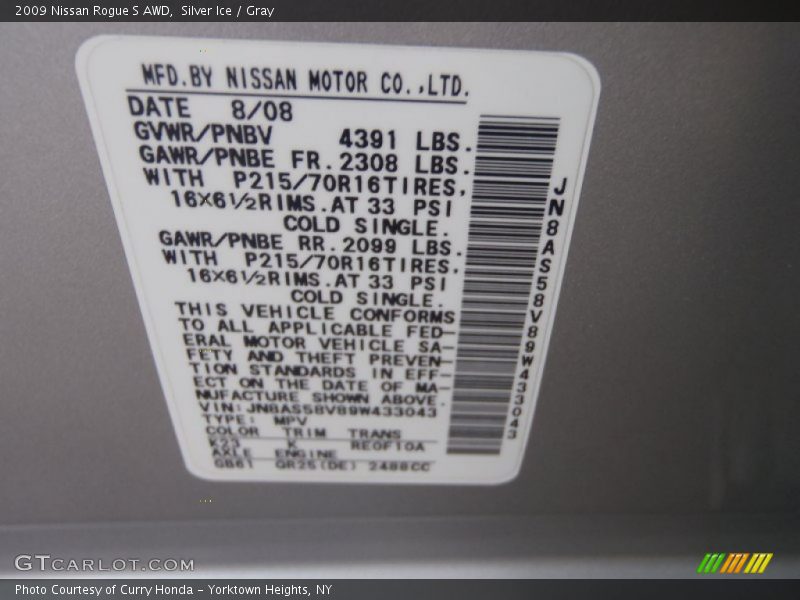 2009 Nissan Rogue S AWD, Silver Ice / Gray
MFD.BY NISSAN MOTOR CO.,LTD.
DATE 8/08
GVWR/PNBV 4391 LBS.
GAWR/PNBE FR.2308 LBS.
WITH P215/70R16TIRES,
16X6½RIMS.AT 33 PSI
COLD SINGLE.
GAWR/PNBE RR.2099 LBS.
WITH P215/70R16TIRES.
16X6½RIMS.AT 33 PSI
COLD SINGLE.
THIS VEHICLE CONFORMS
TO ALL APPLICABLE FED-
ERAL MOTOR VEHICLE SA-
FETY AND THEFT PREVEN-
TION STANDARDS IN EFF-
ECT ON THE DATE OF MA-
NUFACTURE SHOWN ABOVE.
VIN:JN8AS58V89W433043
TYPE: MPV
COLOR TRIM TRANS
K23 K RE0F10A
AXLE ENGINE
GB61 QR25(DE) 2488CC
JN8AS58V89W433043
GTCARLOT.COM
Photo Courtesy of Curry Honda - Yorktown Heights, NY